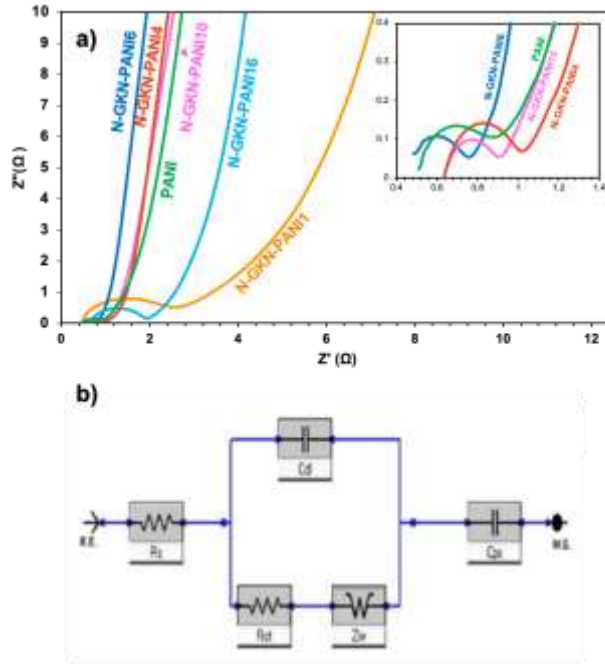 a)
10
9
8
7
6
5
4
3
2
1
0
Z"(Ω)
N-GKN-PANI6
N-GKN-PANI4
PANI
N-GKN-PANI10
N-GKN-PANI16
N-GKN-PANI1
0 2 4 6 8 10 12
Z' (Ω)
0.4
0.3
0.2
0.1
0
0.4 0.6 0.8 1.0 1.2 1.4
N-GKN-PANI6
PANI
N-GKN-PANI10
N-GKN-PANI4
b)
Cdl
Rs
Rct